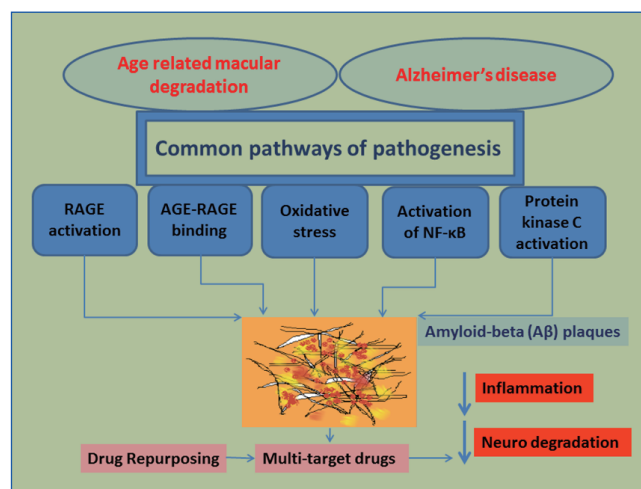 Age related macular
degradation
Alzheimer's disease
Common pathways of pathogenesis
RAGE
activation
AGE-RAGE
binding
Oxidative
stress
Activation
of NF-κB
Protein
kinase C
activation
Amyloid-beta (Aβ) plaques
Inflammation
Neuro degradation
Drug Repurposing
Multi-target drugs